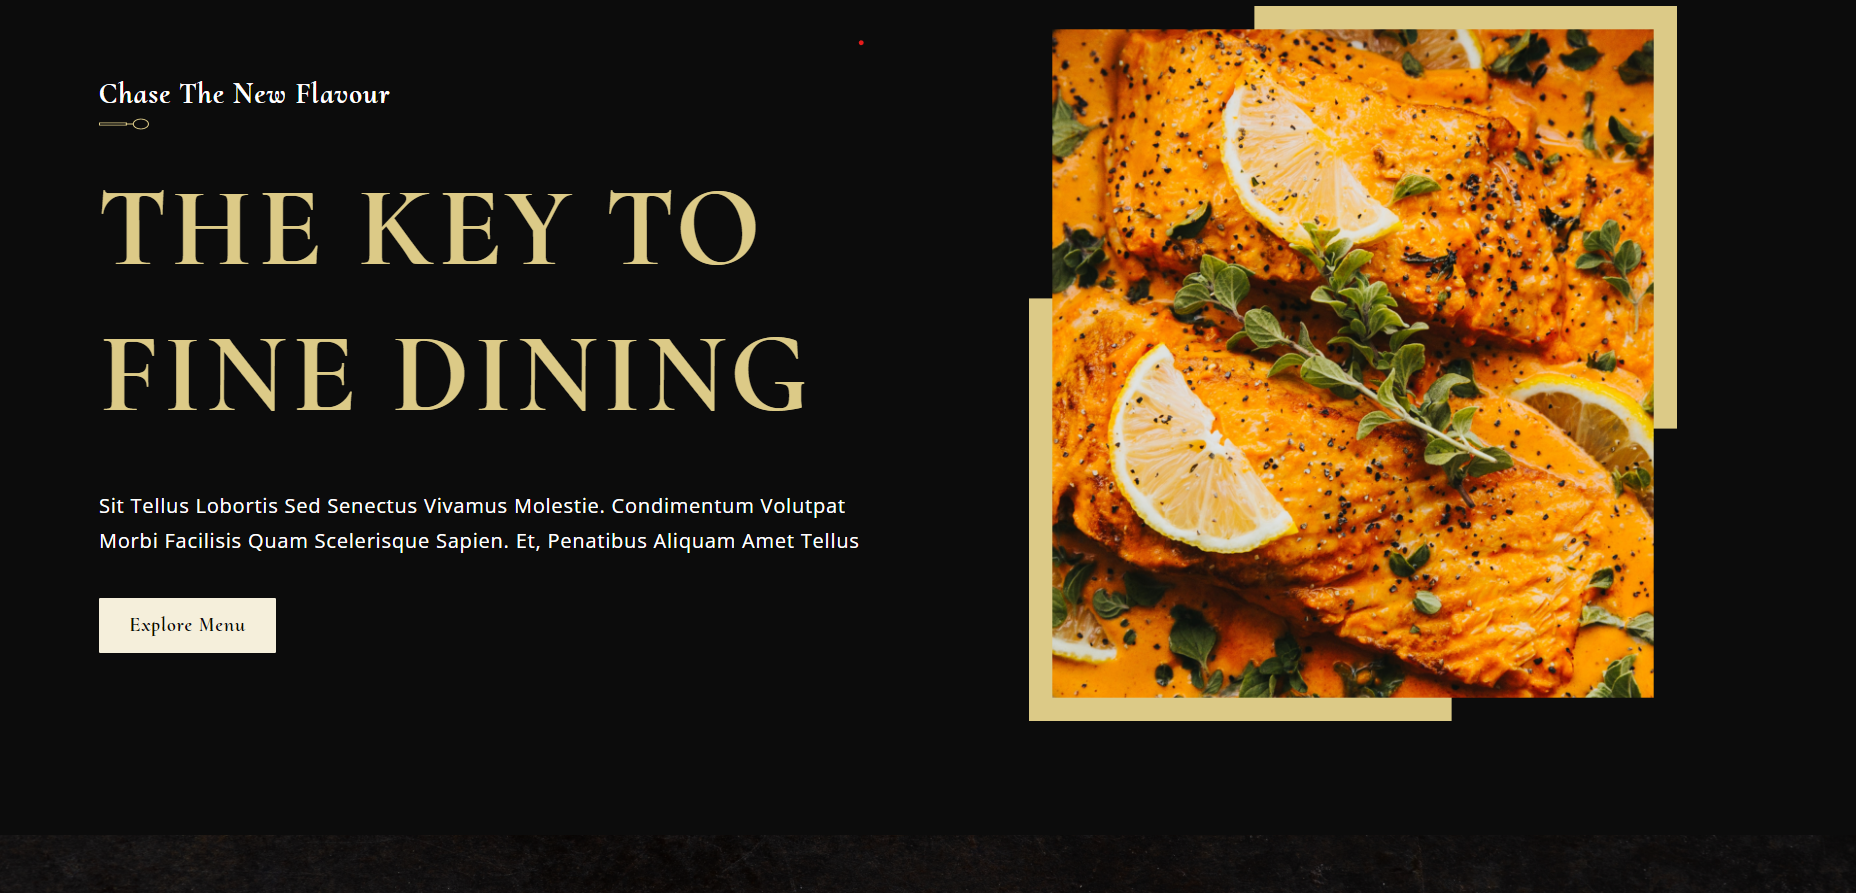 Chase The New Flavour
THE KEY TO
FINE DINING
Sit Tellus Lobortis Sed Senectus Vivamus Molestie. Condimentum Volutpat
Morbi Facilisis Quam Scelerisque Sapien. Et, Penatibus Aliquam Amet Tellus
Explore Menu